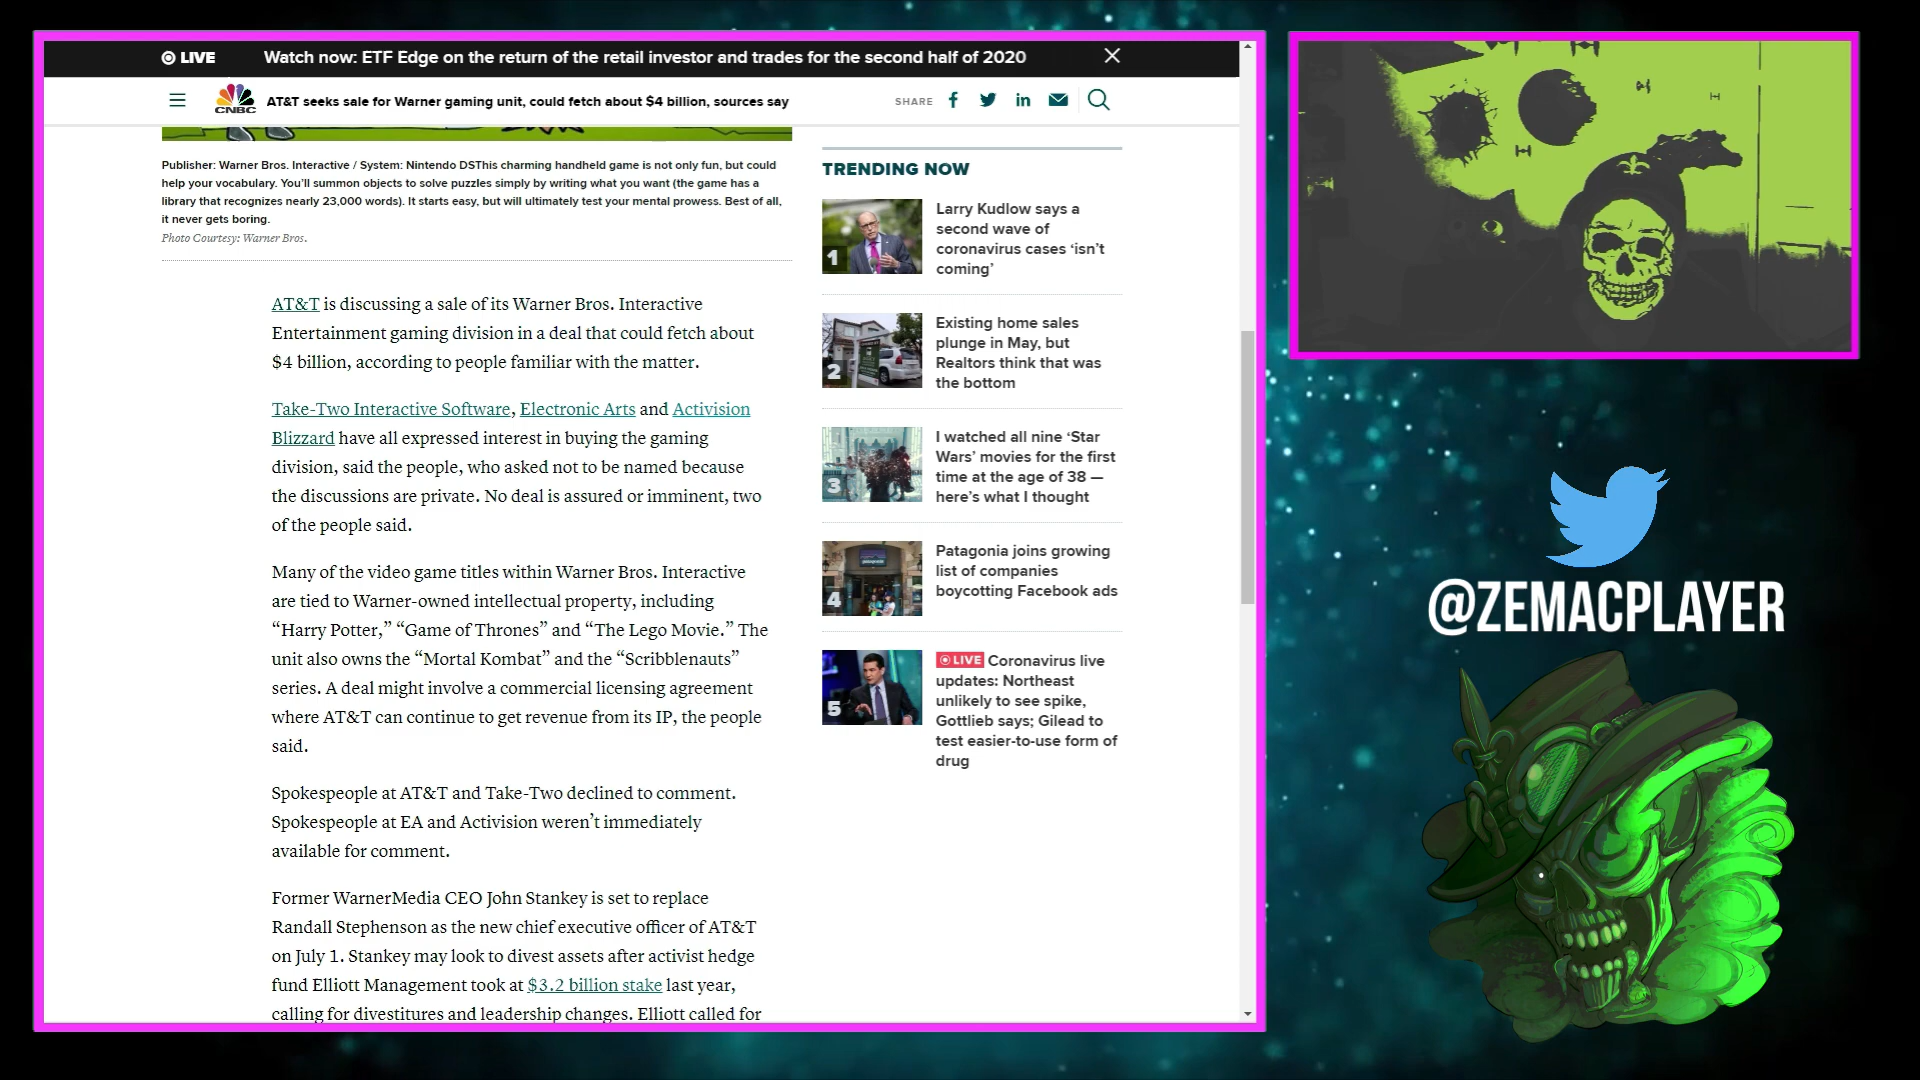 LIVE
Watch now: ETF Edge on the return of the retail investor and trades for the second half of 2020
CNBC
AT&T seeks sale for Warner gaming unit, could fetch about $4 billion, sources say
SHARE
Publisher: Warner Bros. Interactive / System: Nintendo DSThis charming handheld game is not only fun, but could
help your vocabulary. You'll summon objects to solve puzzles simply by writing what you want (the game has a
library that recognizes nearly 23,000 words). It starts easy, but will ultimately test your mental prowess. Best of all,
it never gets boring.
Photo Courtesy: Warner Bros.
AT&T is discussing a sale of its Warner Bros. Interactive
Entertainment gaming division in a deal that could fetch about
$4 billion, according to people familiar with the matter.
Take-Two Interactive Software, Electronic Arts and Activision
Blizzard have all expressed interest in buying the gaming
division, said the people, who asked not to be named because
the discussions are private. No deal is assured or imminent, two
of the people said.
Many of the video game titles within Warner Bros. Interactive
are tied to Warner-owned intellectual property, including
“Harry Potter,” “Game of Thrones” and “The Lego Movie.” The
unit also owns the “Mortal Kombat” and the “Scribblenauts”
series. A deal might involve a commercial licensing agreement
where AT&T can continue to get revenue from its IP, the people
said.
Spokespeople at AT&T and Take-Two declined to comment.
Spokespeople at EA and Activision weren’t immediately
available for comment.
Former WarnerMedia CEO John Stankey is set to replace
Randall Stephenson as the new chief executive officer of AT&T
on July 1. Stankey may look to divest assets after activist hedge
fund Elliott Management took at $3.2 billion stake last year,
calling for divestitures and leadership changes. Elliott called for
TRENDING NOW
1
Larry Kudlow says a
second wave of
coronavirus cases ‘isn’t
coming’
2
Existing home sales
plunge in May, but
Realtors think that was
the bottom
3
I watched all nine ‘Star
Wars’ movies for the first
time at the age of 38 —
here’s what I thought
4
Patagonia joins growing
list of companies
boycotting Facebook ads
5
LIVE Coronavirus live
updates: Northeast
unlikely to see spike,
Gottlieb says; Gilead to
test easier-to-use form of
drug
@ZEMACPLAYER